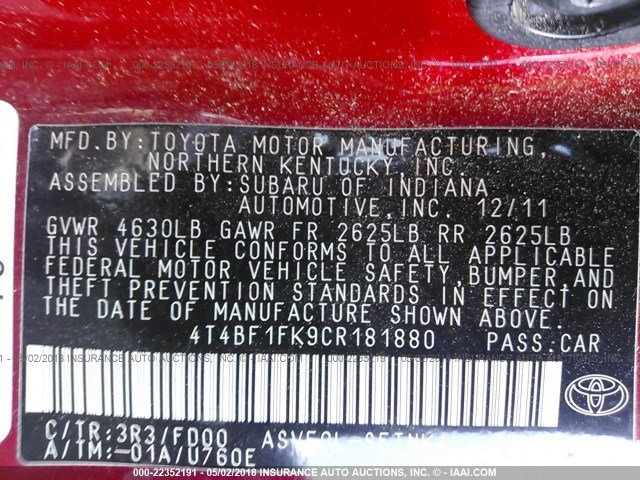 MFD.BY:TOYOTA MOTOR MANUFACTURING,
NORTHERN KENTUCKY,INC.
ASSEMBLED BY:SUBARU OF INDIANA
AUTOMOTIVE,INC. 12/11
GVWR 4630LB GAWR FR 2625LB RR 2625LB
THIS VEHICLE CONFORMS TO ALL APPLICABLE
FEDERAL MOTOR VEHICLE SAFETY,BUMPER,AND
THEFT PREVENTION STANDARDS IN EFFECT ON
THE DATE OF MANUFACTURE SHOWN ABOVE.
4T4BF1FK9CR181880 PASS.CAR
C/TR:3R3/FD00
A/TM:-01A/U760E
000-22352191 - 05/02/2018 - IMPACT AUTO AUCTIONS - IAAI.COM